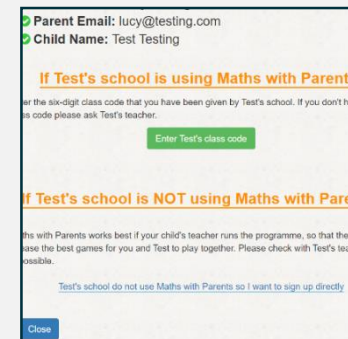 Parent Email: lucy@testing.com
Child Name: Test Testing
If Test's school is using Maths with Parent
er the six-digit class code that you have been given by Test's school. If you don't h
ss code please ask Test's teacher.
Enter Test's class code
If Test's school is NOT using Maths with Pare
ths with Parents works best if your child's teacher runs the programme, so that the
ase the best games for you and Test to play together. Please check with Test's tea
ossible.
Test's school do not use Maths with Parents so I want to sign up directly
Close